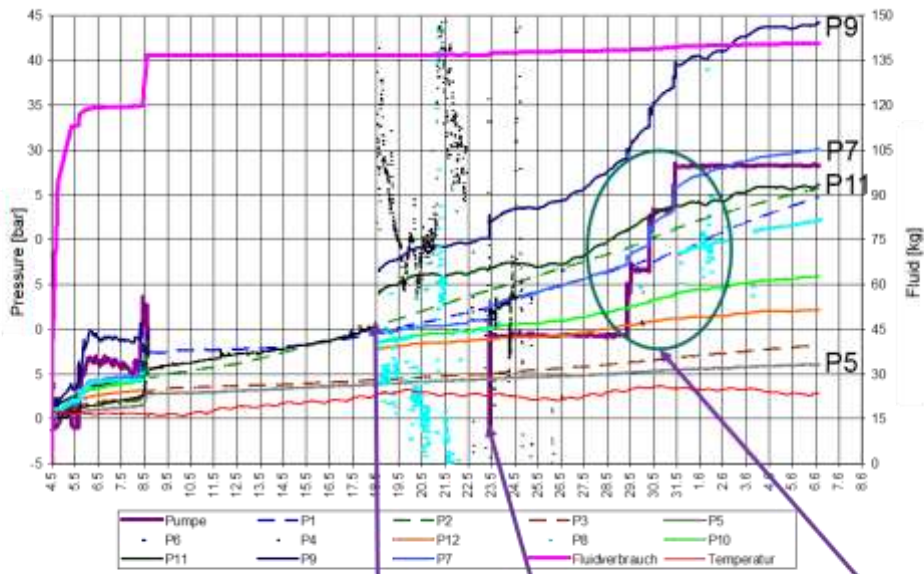 45
150
P9
40
135
35
120
30
105
P7
5
90
P11
0
75
5
60
0
45
5
30
P5
0
15
-5
0
Pressure [bar]
Fluid [kg]
4.5 5.5 6.5 7.5 8.5 9.5 10.5 11.5 12.5 13.5 14.5 15.5 16.5 17.5 18.5 19.5 20.5 21.5 22.5 23.5 24.5 25.5 26.5 27.5 28.5 29.5 30.5 31.5 1.6 2.6 3.6 4.6 5.6 6.6 7.6 8.6
Pumpe P1 P2 P3 P5
P6 P4 P12 P8 P10
P11 P9 P7 Fluidverbrauch Temperatur